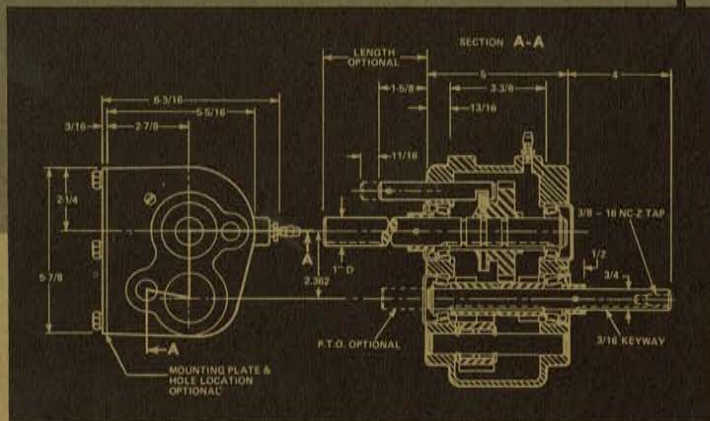 SECTION A-A
LENGTH
OPTIONAL
6
4
6-3/16
5-5/16
1-5/8
3-3/8
3/16
2-7/8
13/16
11/16
2-1/4
3/8 - 16 NC-2 TAP
A
1" D
2.362
1/2
3/4
5-7/8
A
P.T.O. OPTIONAL
3/16 KEYWAY
MOUNTING PLATE &
HOLE LOCATION
OPTIONAL